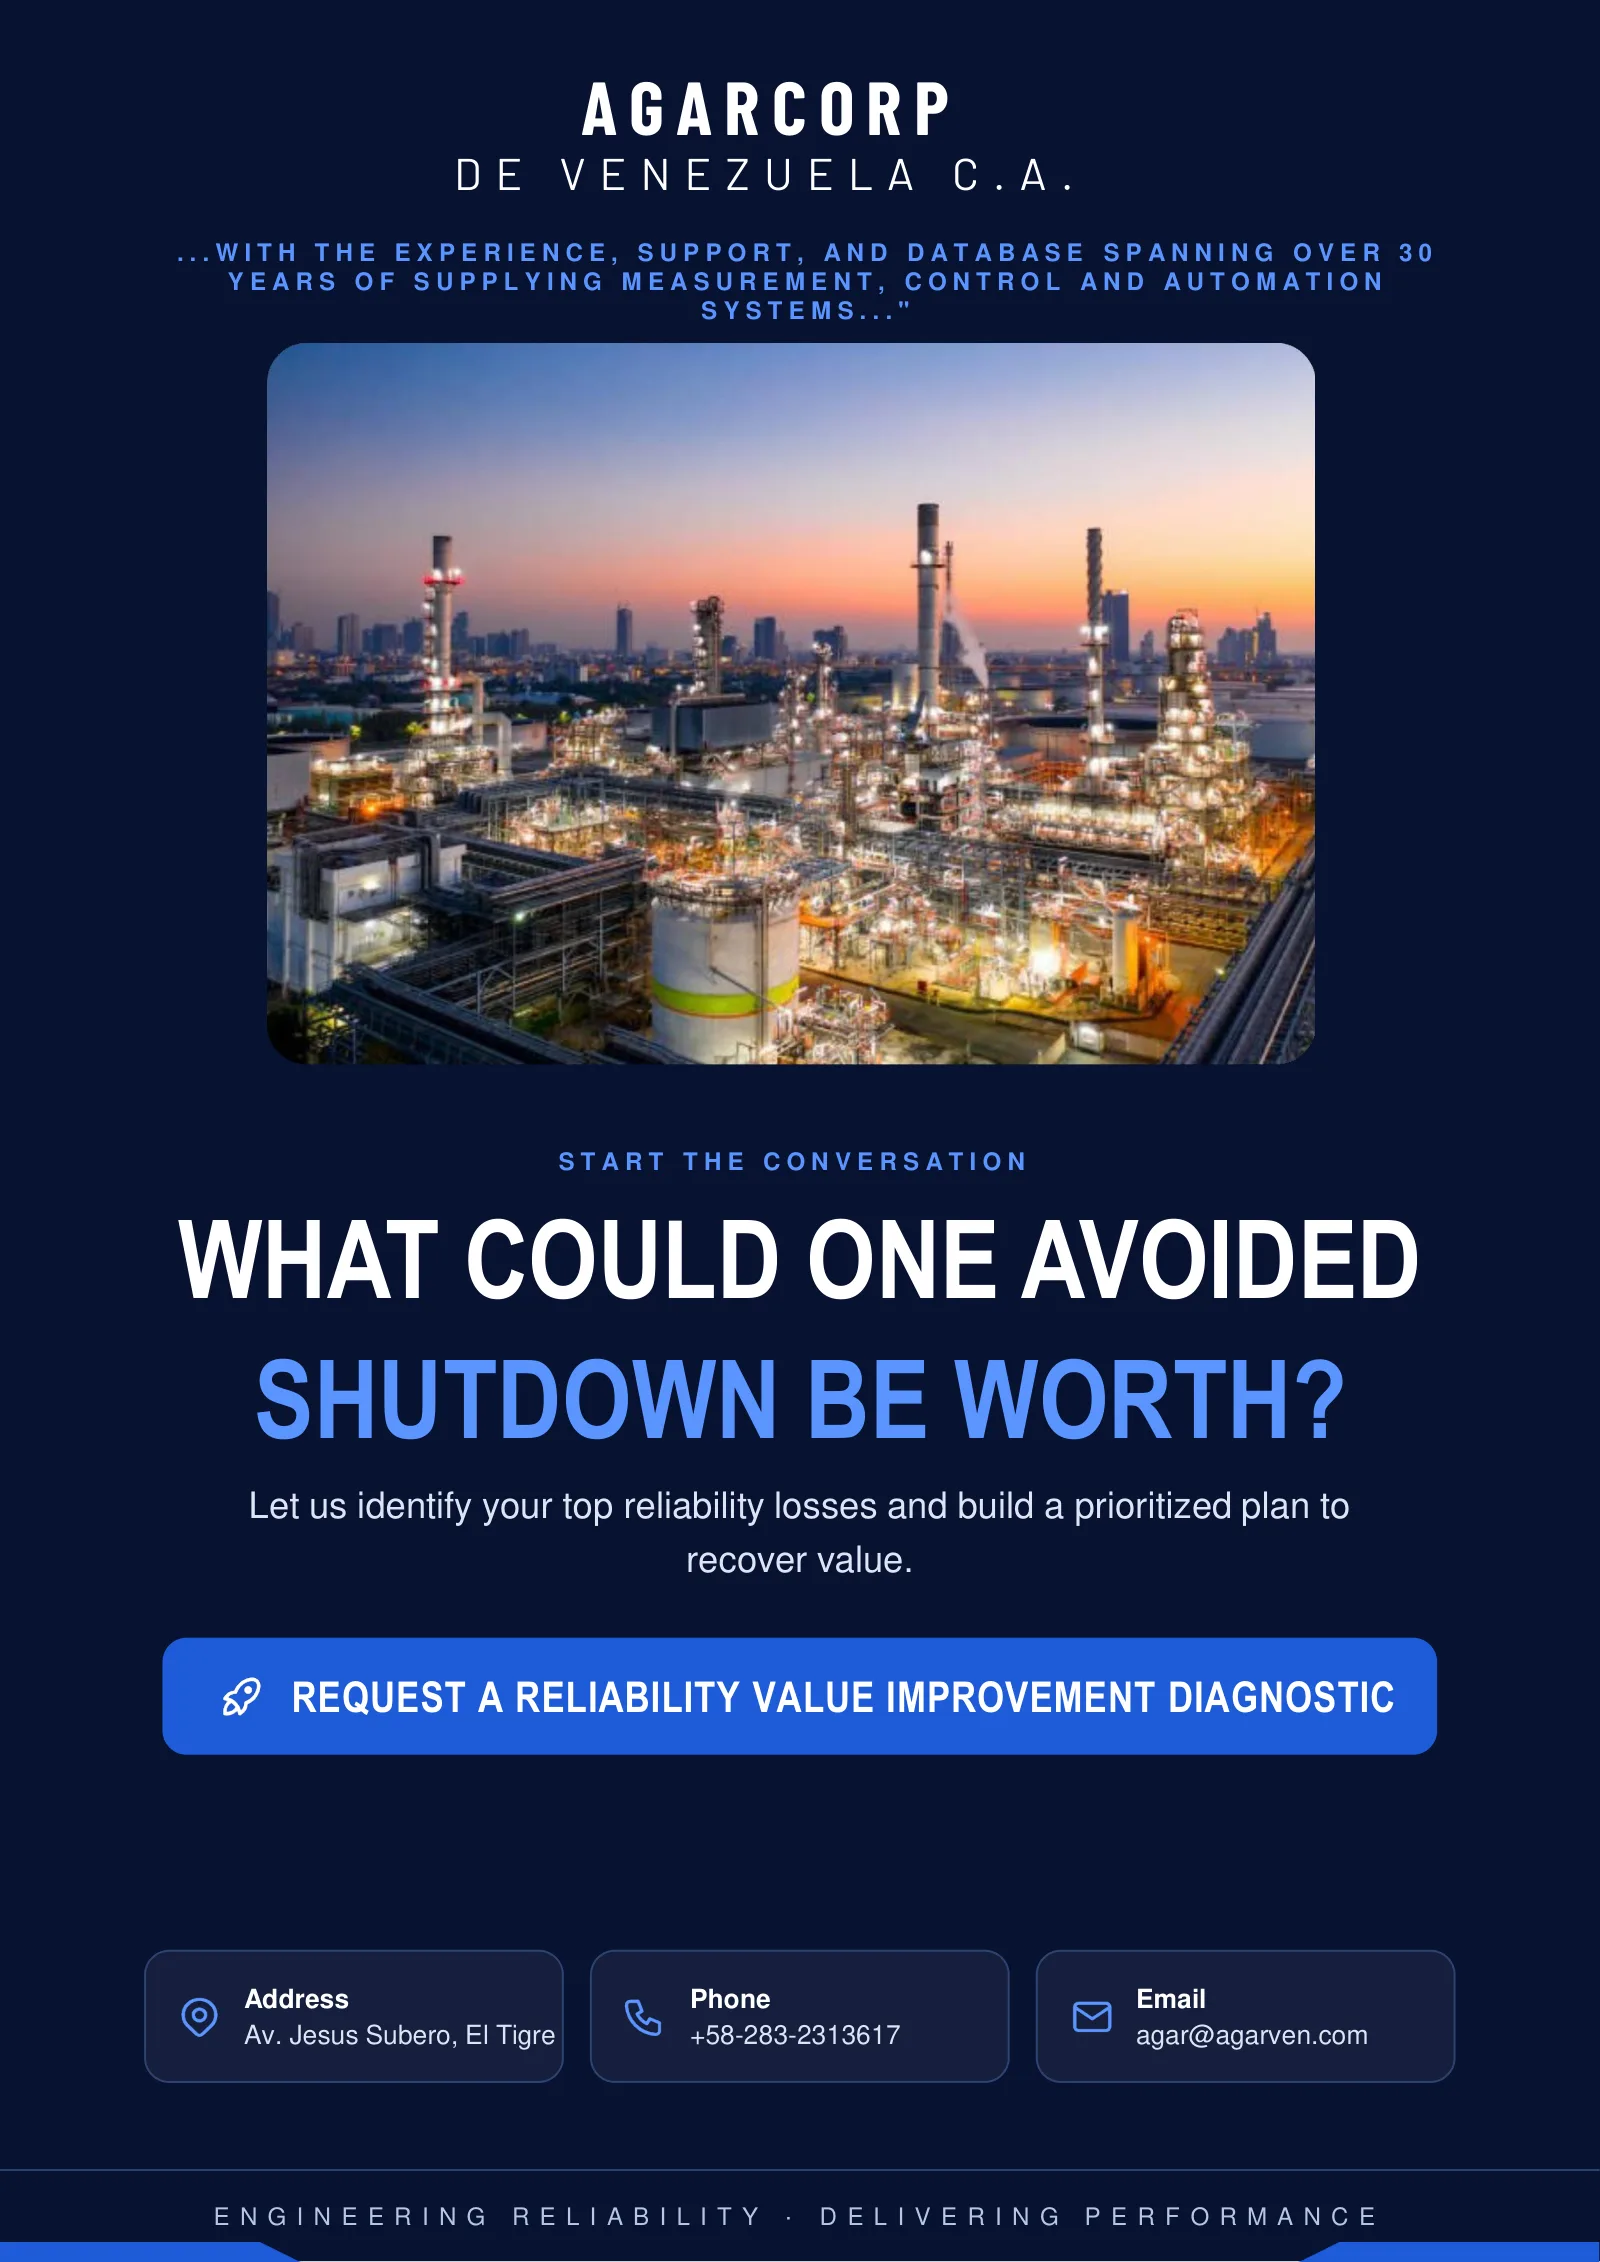 AGARCORP
DE VENEZUELA C.A.
...WITH THE EXPERIENCE, SUPPORT, AND DATABASE SPANNING OVER 30
YEARS OF SUPPLYING MEASUREMENT, CONTROL AND AUTOMATION
SYSTEMS..."
START THE CONVERSATION
WHAT COULD ONE AVOIDED
SHUTDOWN BE WORTH?
Let us identify your top reliability losses and build a prioritized plan to
recover value.
REQUEST A RELIABILITY VALUE IMPROVEMENT DIAGNOSTIC
Address
Av. Jesus Subero, El Tigre
Phone
+58-283-2313617
Email
agar@agarven.com
ENGINEERING RELIABILITY · DELIVERING PERFORMANCE